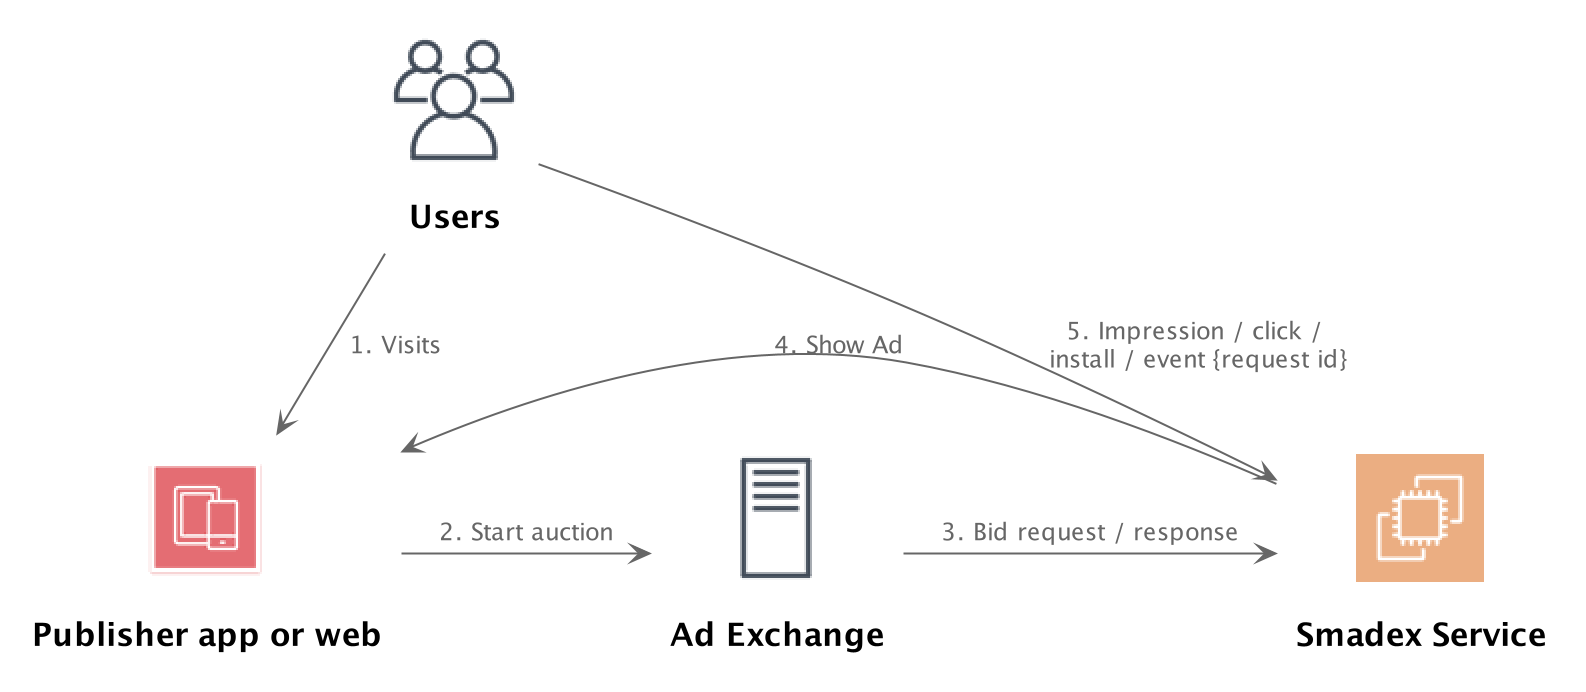 Users
1. Visits
4. Show Ad
5. Impression / click /
install / event {request id}
2. Start auction
3. Bid request / response
Publisher app or web
Ad Exchange
Smadex Service